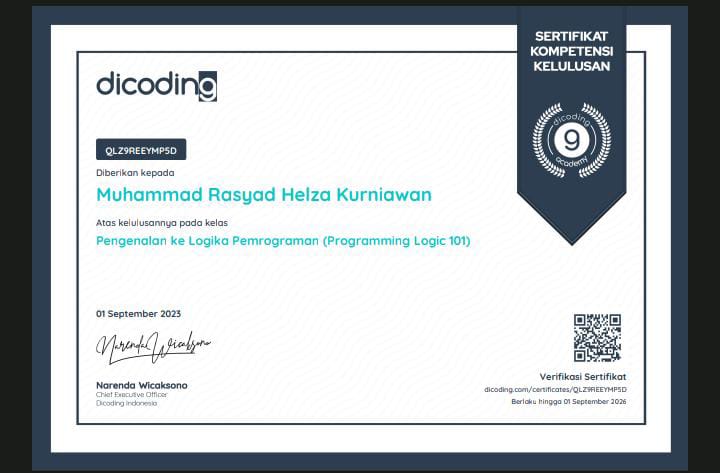 SERTIFIKAT
KOMPETENSI
KELULUSAN
dicoding
dicoding
9
academy
QLZ9REEYMP5D
Diberikan kepada
Muhammad Rasyad Helza Kurniawan
Atas kelulusannya pada kelas
Pengenalan ke Logika Pemrograman (Programming Logic 101)
01 September 2023
Narenda Wicaksono
Narenda Wicaksono
Chief Executive Officer
Dicoding Indonesia
Verifikasi Sertifikat
dicoding.com/certificates/QLZ9REEYMP5D
Berlaku hingga 01 September 2026